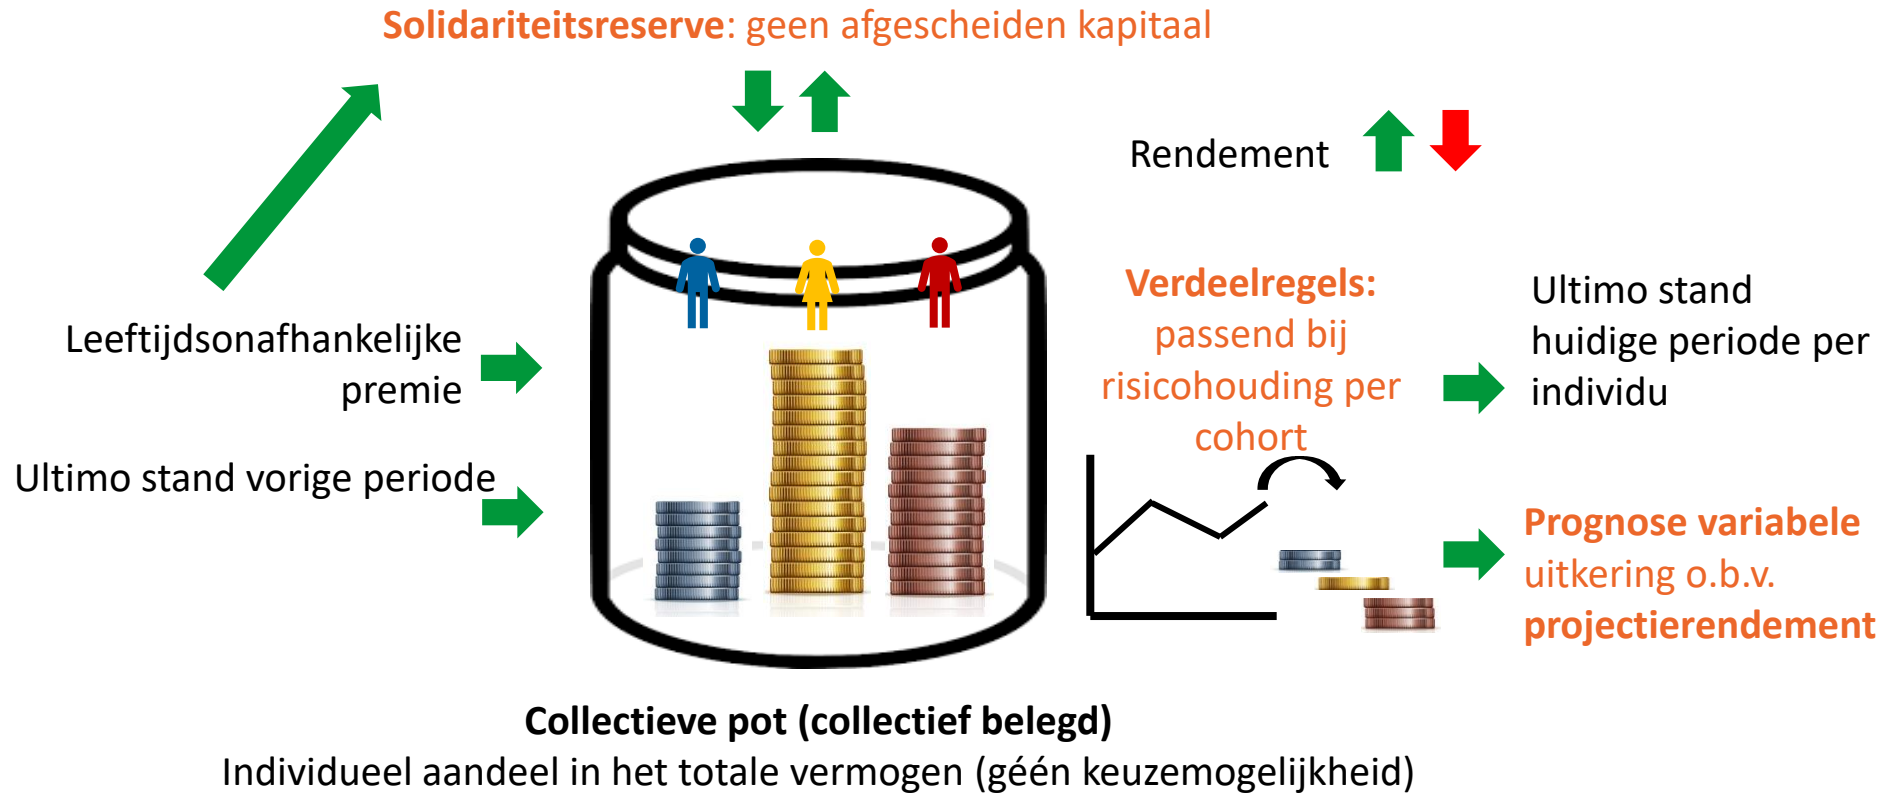 Solidariteitsreserve: geen afgescheiden kapitaal
Rendement
Leeftijdsonafhankelijke
premie
Ultimo stand vorige periode
Verdeelregels:
passend bij
risicohouding per
cohort
Ultimo stand
huidige periode per
individu
Prognose variabele
uitkering o.b.v.
projectierendement
Collectieve pot (collectief belegd)
Individueel aandeel in het totale vermogen (géén keuzemogelijkheid)